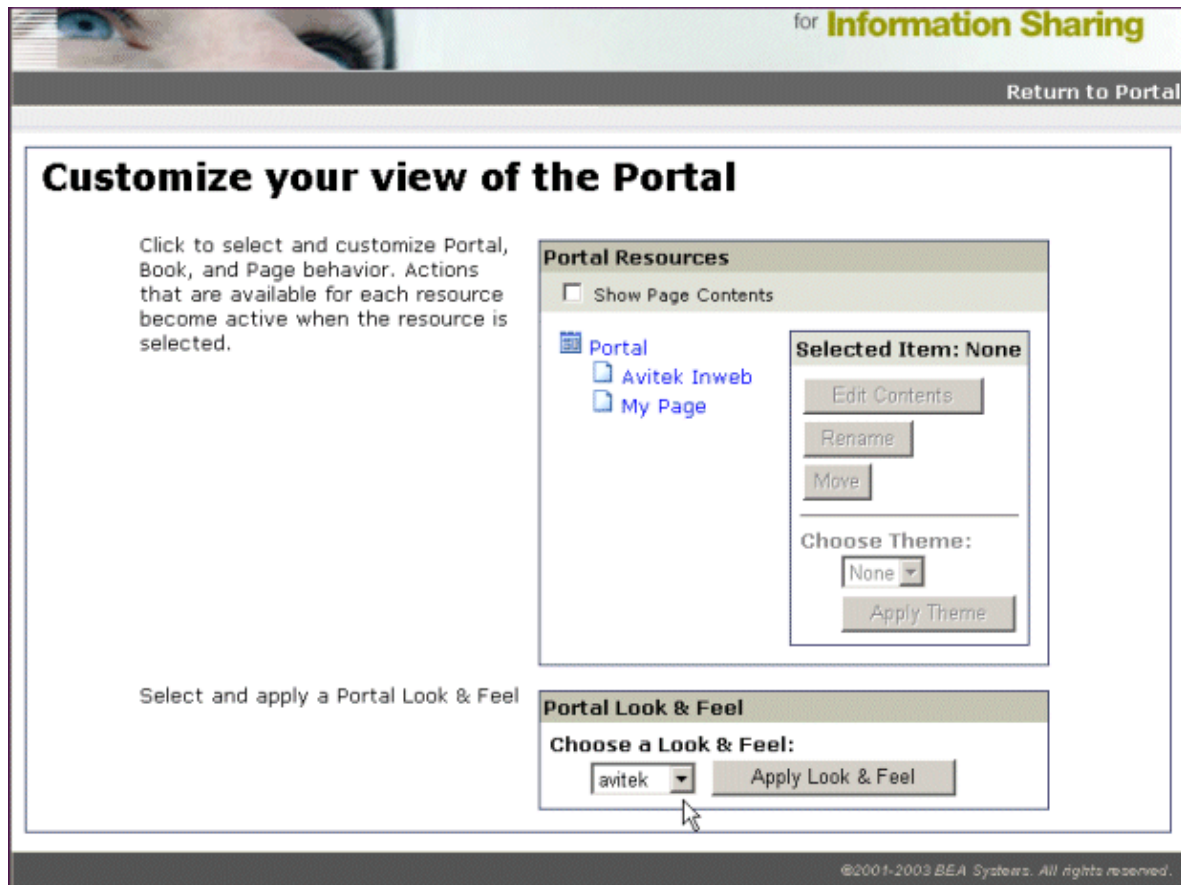 for Information Sharing
Return to Portal
Customize your view of the Portal
Click to select and customize Portal,
Book, and Page behavior. Actions
that are available for each resource
become active when the resource is
selected.
Portal Resources
Show Page Contents
Portal
Avitek Inweb
My Page
Selected Item: None
Edit Contents
Rename
Move
Choose Theme:
None
Apply Theme
Select and apply a Portal Look & Feel
Portal Look & Feel
Choose a Look & Feel:
avitek
Apply Look & Feel
©2001-2003 BEA Systems. All rights reserved.